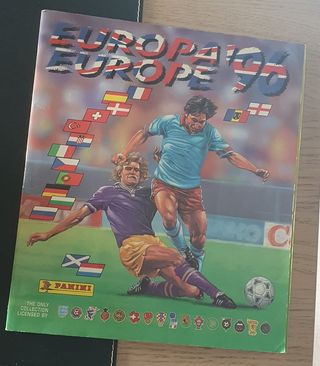 EUROPA '96
EUROPE '96
PANINI
THE ONLY
COLLECTION
LICENSED BY